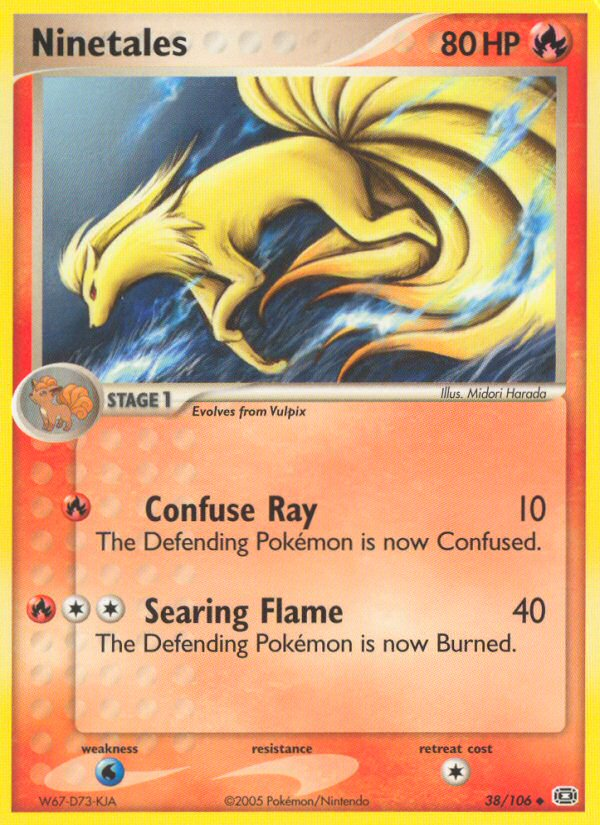 Ninetales 80 HP
Illus. Midori Harada
STAGE 1
Evolves from Vulpix
Confuse Ray 10
The Defending Pokémon is now Confused.
Searing Flame 40
The Defending Pokémon is now Burned.
weakness resistance retreat cost
W67-D73-KJA ©2005 Pokémon/Nintendo 38/106